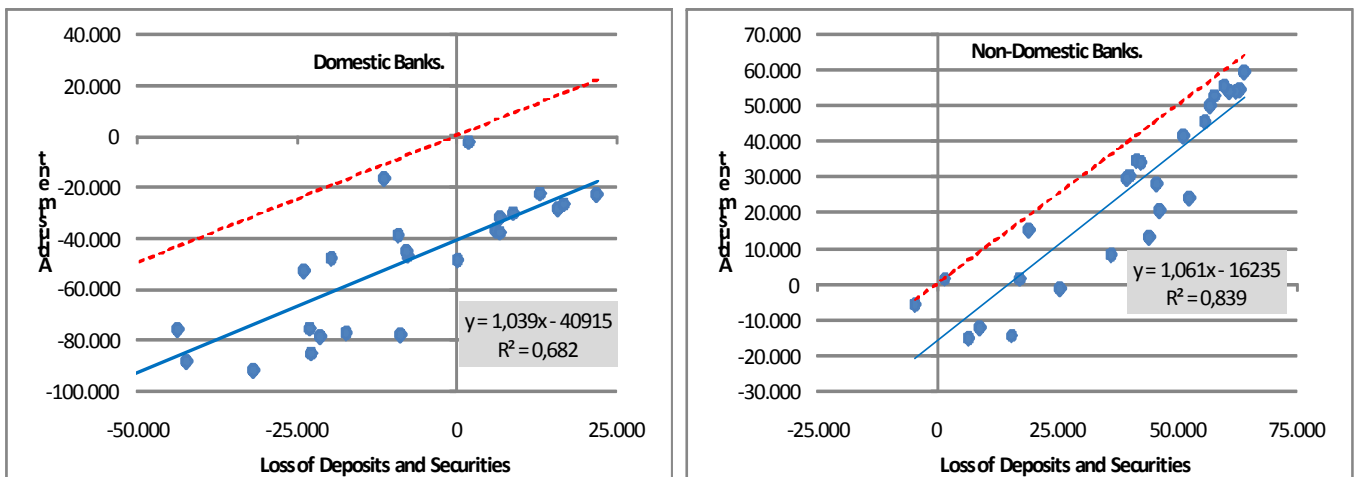 40.000
20.000
0
-20.000
-40.000
-60.000
-80.000
-100.000
-50.000
-25.000
0
25.000
Domestic Banks.
y = 1,039x - 40915
R² = 0,682
Adjustment
Loss of Deposits and Securities
70.000
60.000
50.000
40.000
30.000
20.000
10.000
0
-10.000
-20.000
-30.000
-25.000
0
25.000
50.000
75.000
Non-Domestic Banks.
y = 1,061x - 16235
R² = 0,839
Adjustment
Loss of Deposits and Securities